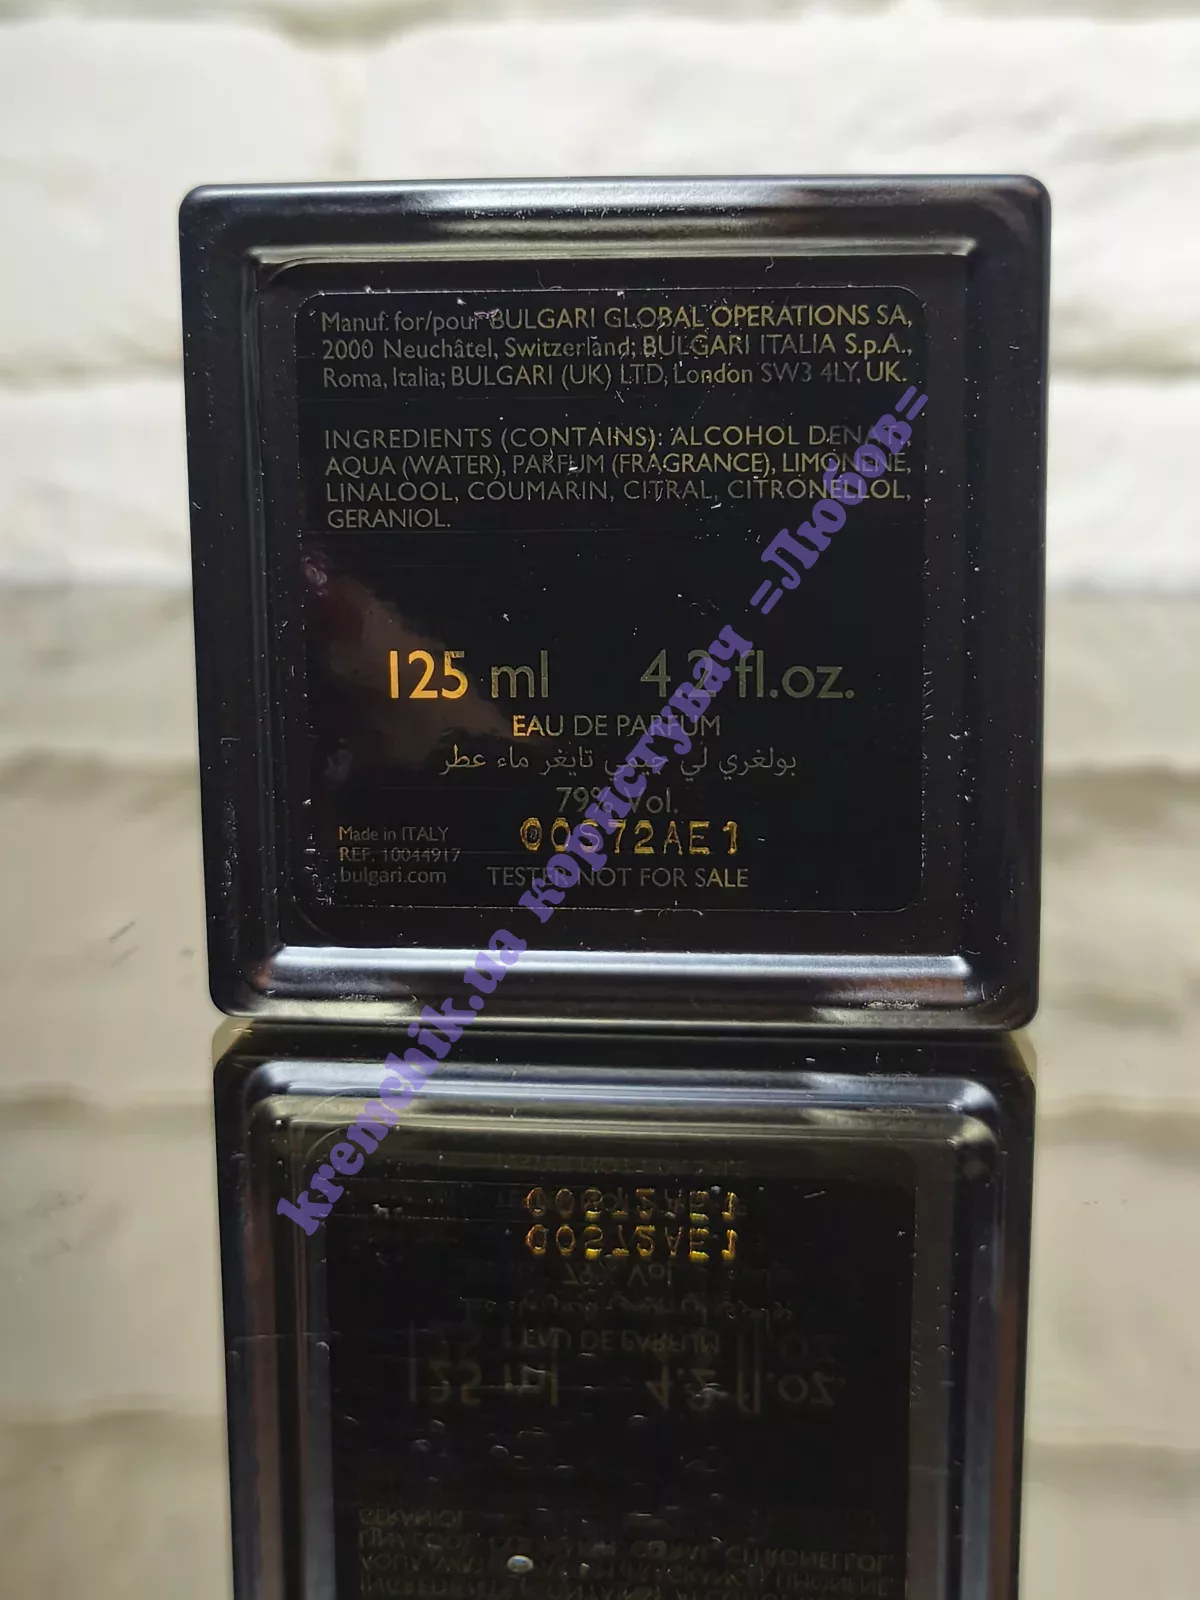 Manuf. for/pour BULGARI GLOBAL OPERATIONS SA,
2000 Neuchâtel, Switzerland; BULGARI ITALIA S.p.A.,
Roma, Italia; BULGARI (UK) LTD, London SW3 4LY, UK.
INGREDIENTS (CONTAINS): ALCOHOL DENAT.,
AQUA (WATER), PARFUM (FRAGRANCE), LIMONENE,
LINALOOL, COUMARIN, CITRAL, CITRONELLOL,
GERANIOL.
125 ml 4.2 fl.oz.
EAU DE PARFUM
بولغري لي جيمي تايغر ماء عطر
79% Vol.
00572AE1
Made in ITALY
REF. 10044917
bulgari.com
TESTER NOT FOR SALE
kremchik.ua користувач =Любов=